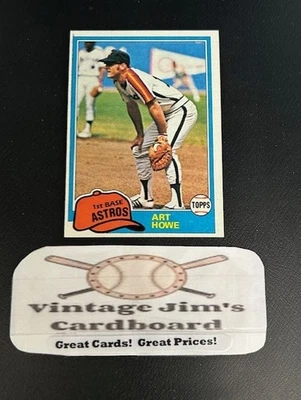 1st BASE
ASTROS
ART
HOWE
TOPPS
Vintage Jim's
Cardboard
Great Cards! Great Prices!